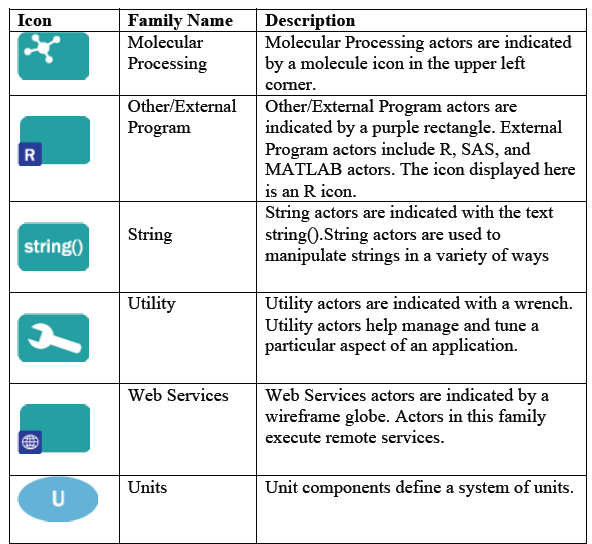 Icon Family Name Description
Molecular Processing actors are indicated
Molecular
Processing
by a molecule icon in the upper left
corner.
Other/External
Program
Other/External Program actors are
indicated by a purple rectangle. External
Program actors include R, SAS, and
MATLAB actors. The icon displayed here
is an R icon.
R
string()
String
String actors are indicated with the text
string().String actors are used to
manipulate strings in a variety of ways
Utility
Utility actors are indicated with a wrench.
Utility actors help manage and tune a
particular aspect of an application.
Web Services
Web Services actors are indicated by a
wireframe globe. Actors in this family
execute remote services.
U
Units
Unit components define a system of units.